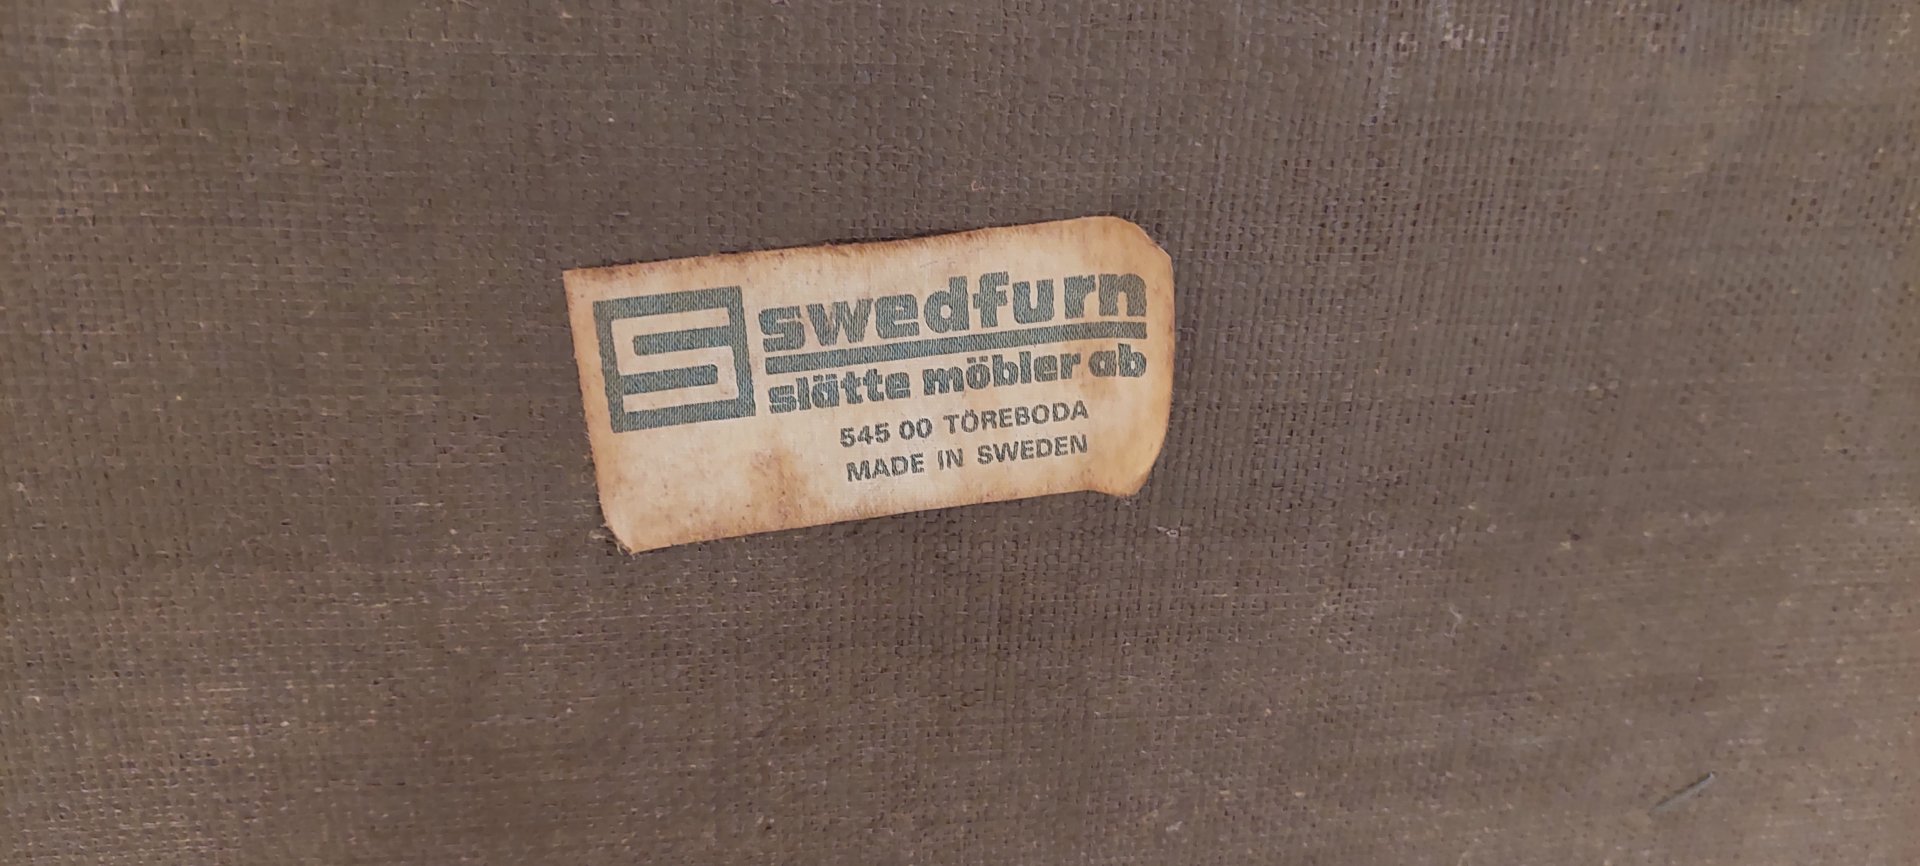 swedfurn
slätte möbler ab
545 00 TÖREBODA
MADE IN SWEDEN